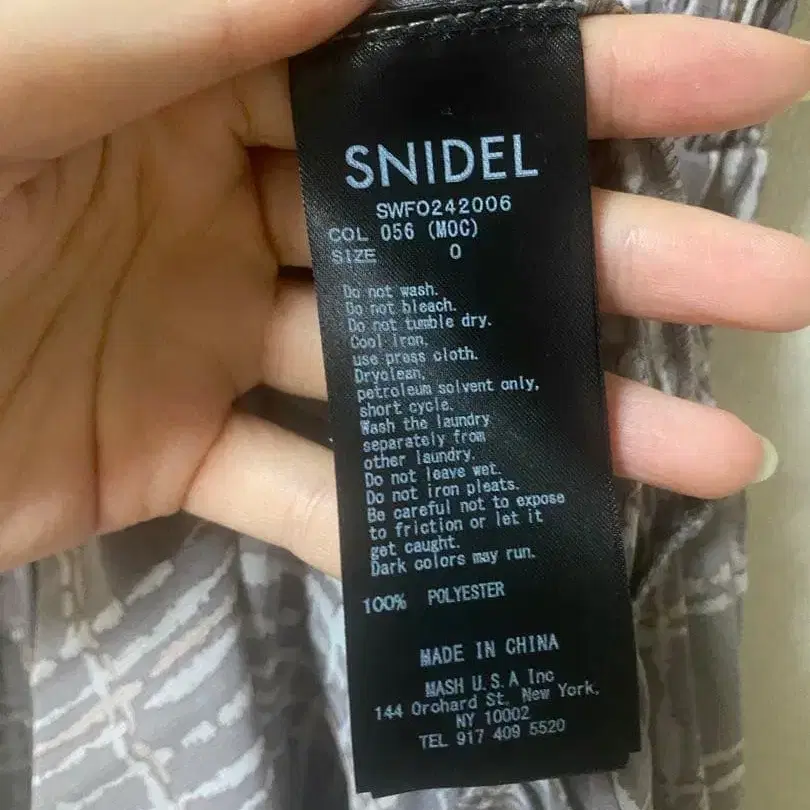 SNIDEL
SWFO242006
COL 056 (MOC)
SIZE 0
Do not wash.
Do not bleach.
Do not tumble dry.
Cool iron.
use press cloth.
Dryclean,
petroleum solvent only,
short cycle.
Wash the laundry
separately from
other laundry.
Do not leave wet.
Do not iron pleats.
Be careful not to expose
to friction or let it
get caught.
Dark colors may run.
100% POLYESTER
MADE IN CHINA
MASH U.S.A Inc
144 Orchard St. New York,
NY 10002
TEL 917 409 5520